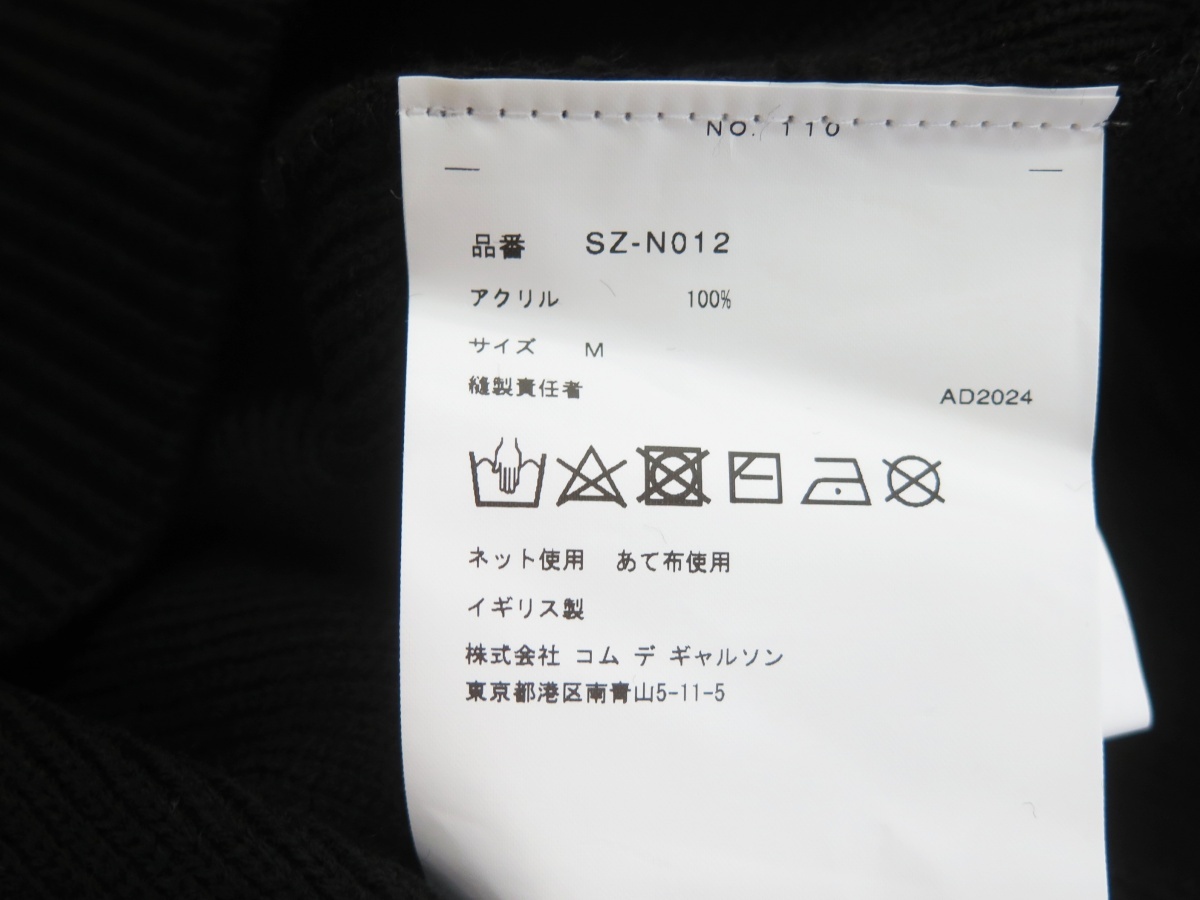 NO. 110
品番 SZ-N012
アクリル 100%
サイズ M
縫製責任者
AD2024
ネット使用 あて布使用
イギリス製
株式会社 コム デ ギャルソン
東京都港区南青山5-11-5